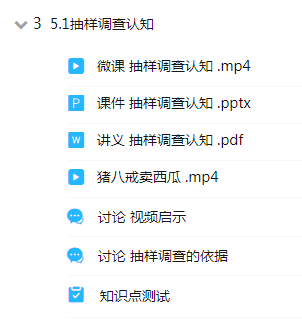 3 5.1抽样调查认知
微课 抽样调查认知 .mp4
P 课件 抽样调查认知 .pptx
W 讲义 抽样调查认知 .pdf
猪八戒卖西瓜 .mp4
讨论 视频启示
讨论 抽样调查的依据
知识点测试